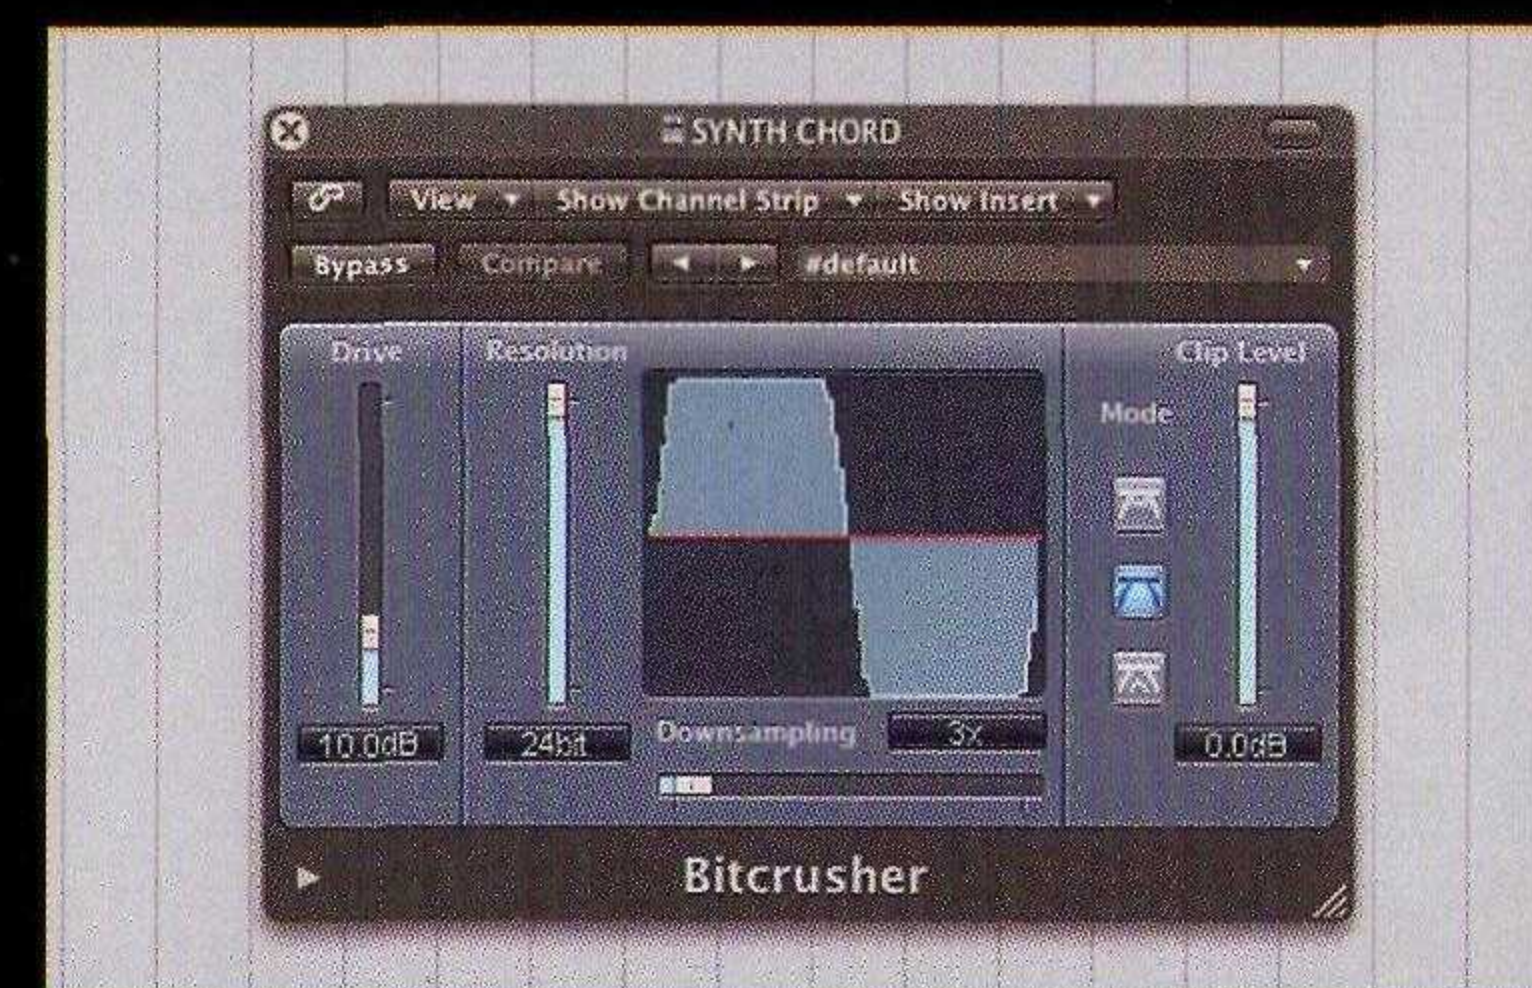 SYNTH CHORD
View Show Channel Strip Show Insert
Bypass Compare #default
Drive Resolution Clip Level
Mode
Downsampling 3x
10.0dB 24bit 0.0dB
Bitcrusher